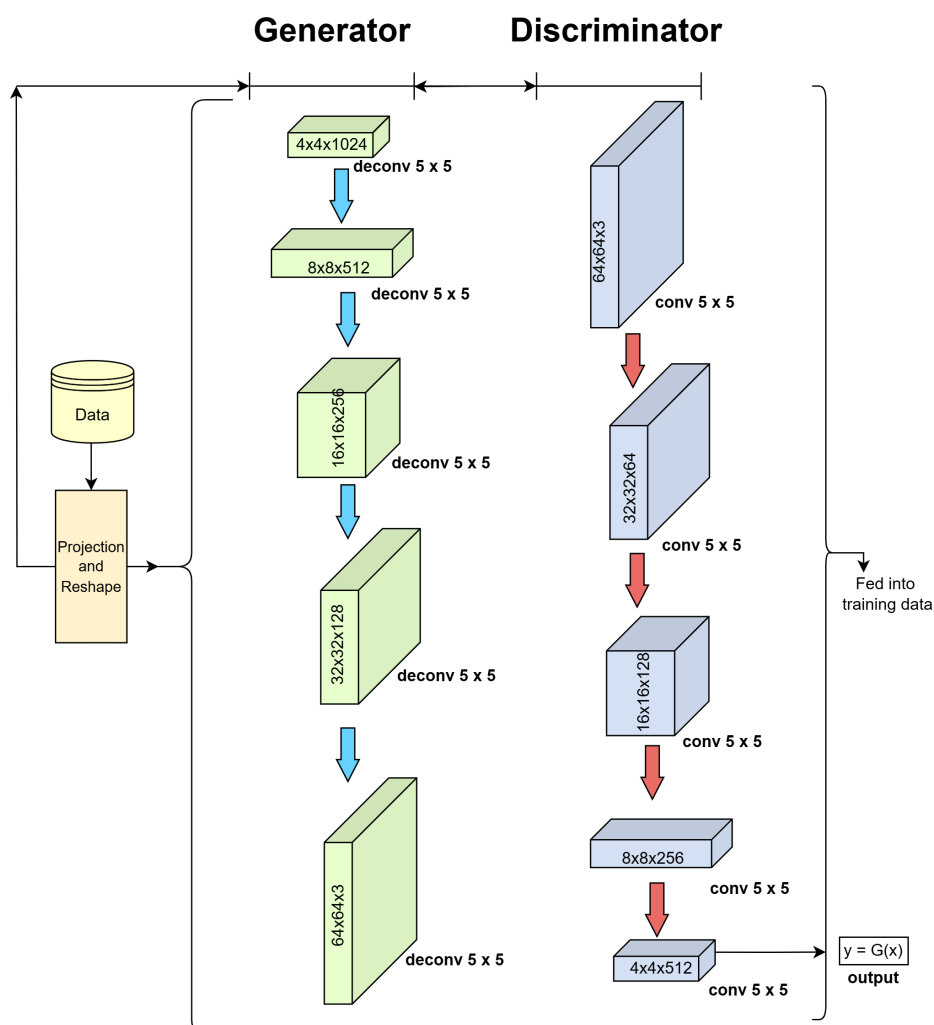 Generator
Discriminator
4x4x1024
deconv 5 x 5
8x8x512
deconv 5 x 5
16x16x256
deconv 5 x 5
32x32x128
deconv 5 x 5
64x64x3
deconv 5 x 5
64x64x3
conv 5 x 5
32x32x64
conv 5 x 5
16x16x128
conv 5 x 5
8x8x256
conv 5 x 5
4x4x512
conv 5 x 5
Data
Projection
and
Reshape
Fed into
training data
y = G(x)
output